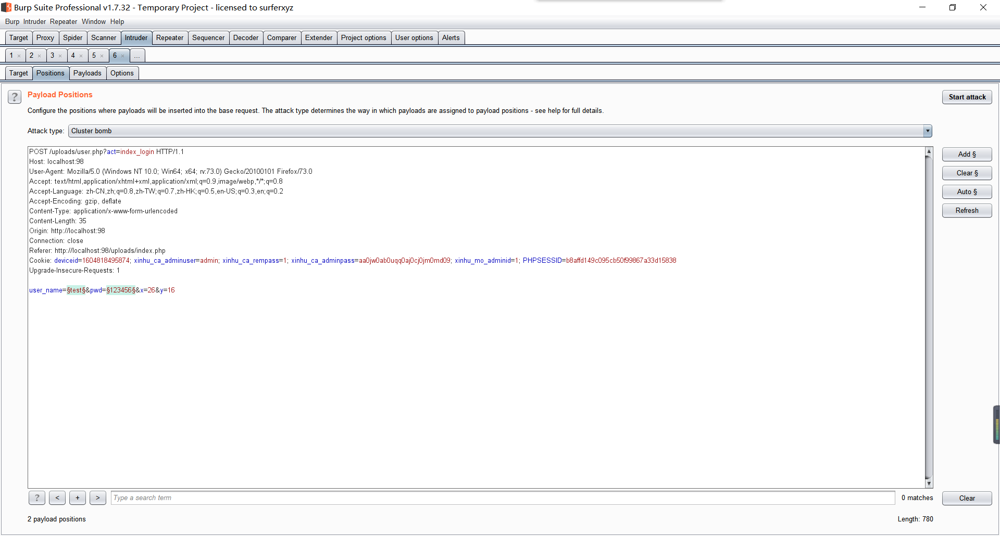 Burp Suite Professional v1.7.32 - Temporary Project - licensed to surferxyz
Burp Intruder Repeater Window Help
Target Proxy Spider Scanner Intruder Repeater Sequencer Decoder Comparer Extender Project options User options Alerts
1 × 2 × 3 × 4 × 5 × 6 × ...
Target Positions Payloads Options
? Payload Positions
Start attack
Configure the positions where payloads will be inserted into the base request. The attack type determines the way in which payloads are assigned to payload positions - see help for full details.
Attack type: Cluster bomb
POST /uploads/user.php?act=index_login HTTP/1.1
Host: localhost:98
User-Agent: Mozilla/5.0 (Windows NT 10.0; Win64; x64; rv:73.0) Gecko/20100101 Firefox/73.0
Accept: text/html,application/xhtml+xml,application/xml;q=0.9,image/webp,*/*;q=0.8
Accept-Language: zh-CN,zh;q=0.8,zh-TW;q=0.7,zh-HK;q=0.5,en-US;q=0.3,en;q=0.2
Accept-Encoding: gzip, deflate
Content-Type: application/x-www-form-urlencoded
Content-Length: 35
Origin: http://localhost:98
Connection: close
Referer: http://localhost:98/uploads/index.php
Cookie: deviceid=1604818495874; xinhu_ca_adminuser=admin; xinhu_ca_rempass=1; xinhu_ca_adminpass=aa0jw0ab0uqq0aj0cj0jm0md09; xinhu_mo_adminid=1; PHPSESSID=b8affd149c095cb50f99867a33d15838
Upgrade-Insecure-Requests: 1
user_name=§test§&pwd=§123456§&x=26&y=16
Add §
Clear §
Auto §
Refresh
? < + > Type a search term 0 matches Clear
2 payload positions
Length: 780